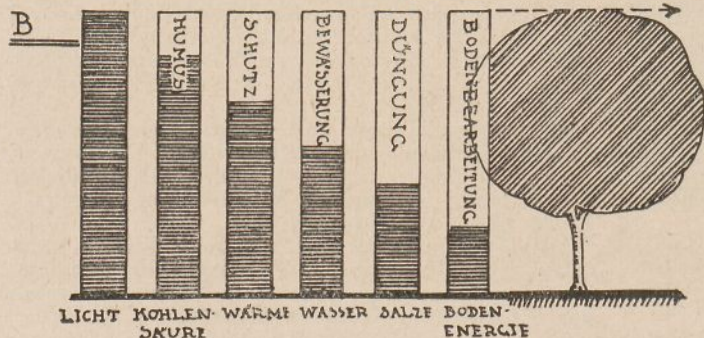 B
HUMUS
SCHUTZ
BEWÄSSERUNG
DÜNGUNG
BODENBEARBEITUNG
LICHT KOHLEN- WÄRME WASSER SALZE BODEN-
SÄURE ENERGIE